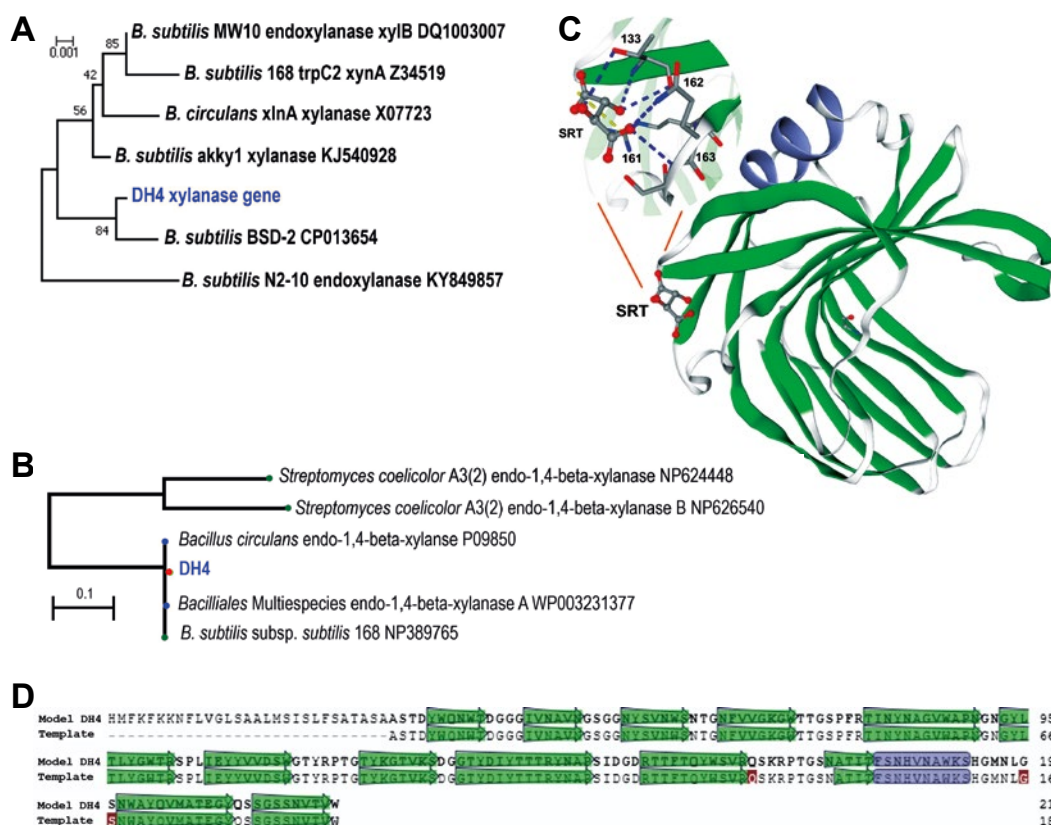 A
0.001
85
B. subtilis MW10 endoxylanase xylB DQ1003007
B. subtilis 168 trpC2 xynA Z34519
42
B. circulans xlnA xylanase X07723
56
B. subtilis akky1 xylanase KJ540928
DH4 xylanase gene
84
B. subtilis BSD-2 CP013654
B. subtilis N2-10 endoxylanase KY849857
C
133
162
SRT
161
163
SRT
B
Streptomyces coelicolor A3(2) endo-1,4-beta-xylanase NP624448
Streptomyces coelicolor A3(2) endo-1,4-beta-xylanase B NP626540
Bacillus circulans endo-1,4-beta-xylanse P09850
DH4
0.1
Bacilliales Multiespecies endo-1,4-beta-xylanase A WP003231377
B. subtilis subsp. subtilis 168 NP389765
D
Model DH4 HMFKFKKNFLVGLSAALMSISLFSATASAASTDYWQNWTDGGGIVNAVNGSGGNYSVNWSNTGNFVVGKGWTTGSPFRTINYNAGVWAPNGNGYL 95
Template -----------------------------ASTDYWQNWTDGGGIVNAVNGSGGNYSVNWSNTGNFVVGKGWTTGSPFRTINYNAGVWAPNGNGYL 66
Model DH4 TLYGWTRSPLIEYYVVDSWGTYRPTGTYKGTVKSDGGTYDIYTTTRYNAPSIDGDRTTFTQYWSVRQSKRPTGSNATITFSNHVNAWKSHGMNLG 19
Template TLYGWTRSPLIEYYVVDSWGTYRPTGTYKGTVKSDGGTYDIYTTTRYNAPSIDGDRTTFTQYWSVRQSKRPTGSNATITFSNHVNAWKSHGMNLG 16
Model DH4 SNWAYQVMATEGYQSSGSSNVTVW 21
Template SNWAYQVMATEGYQSSGSSNVTVW 18